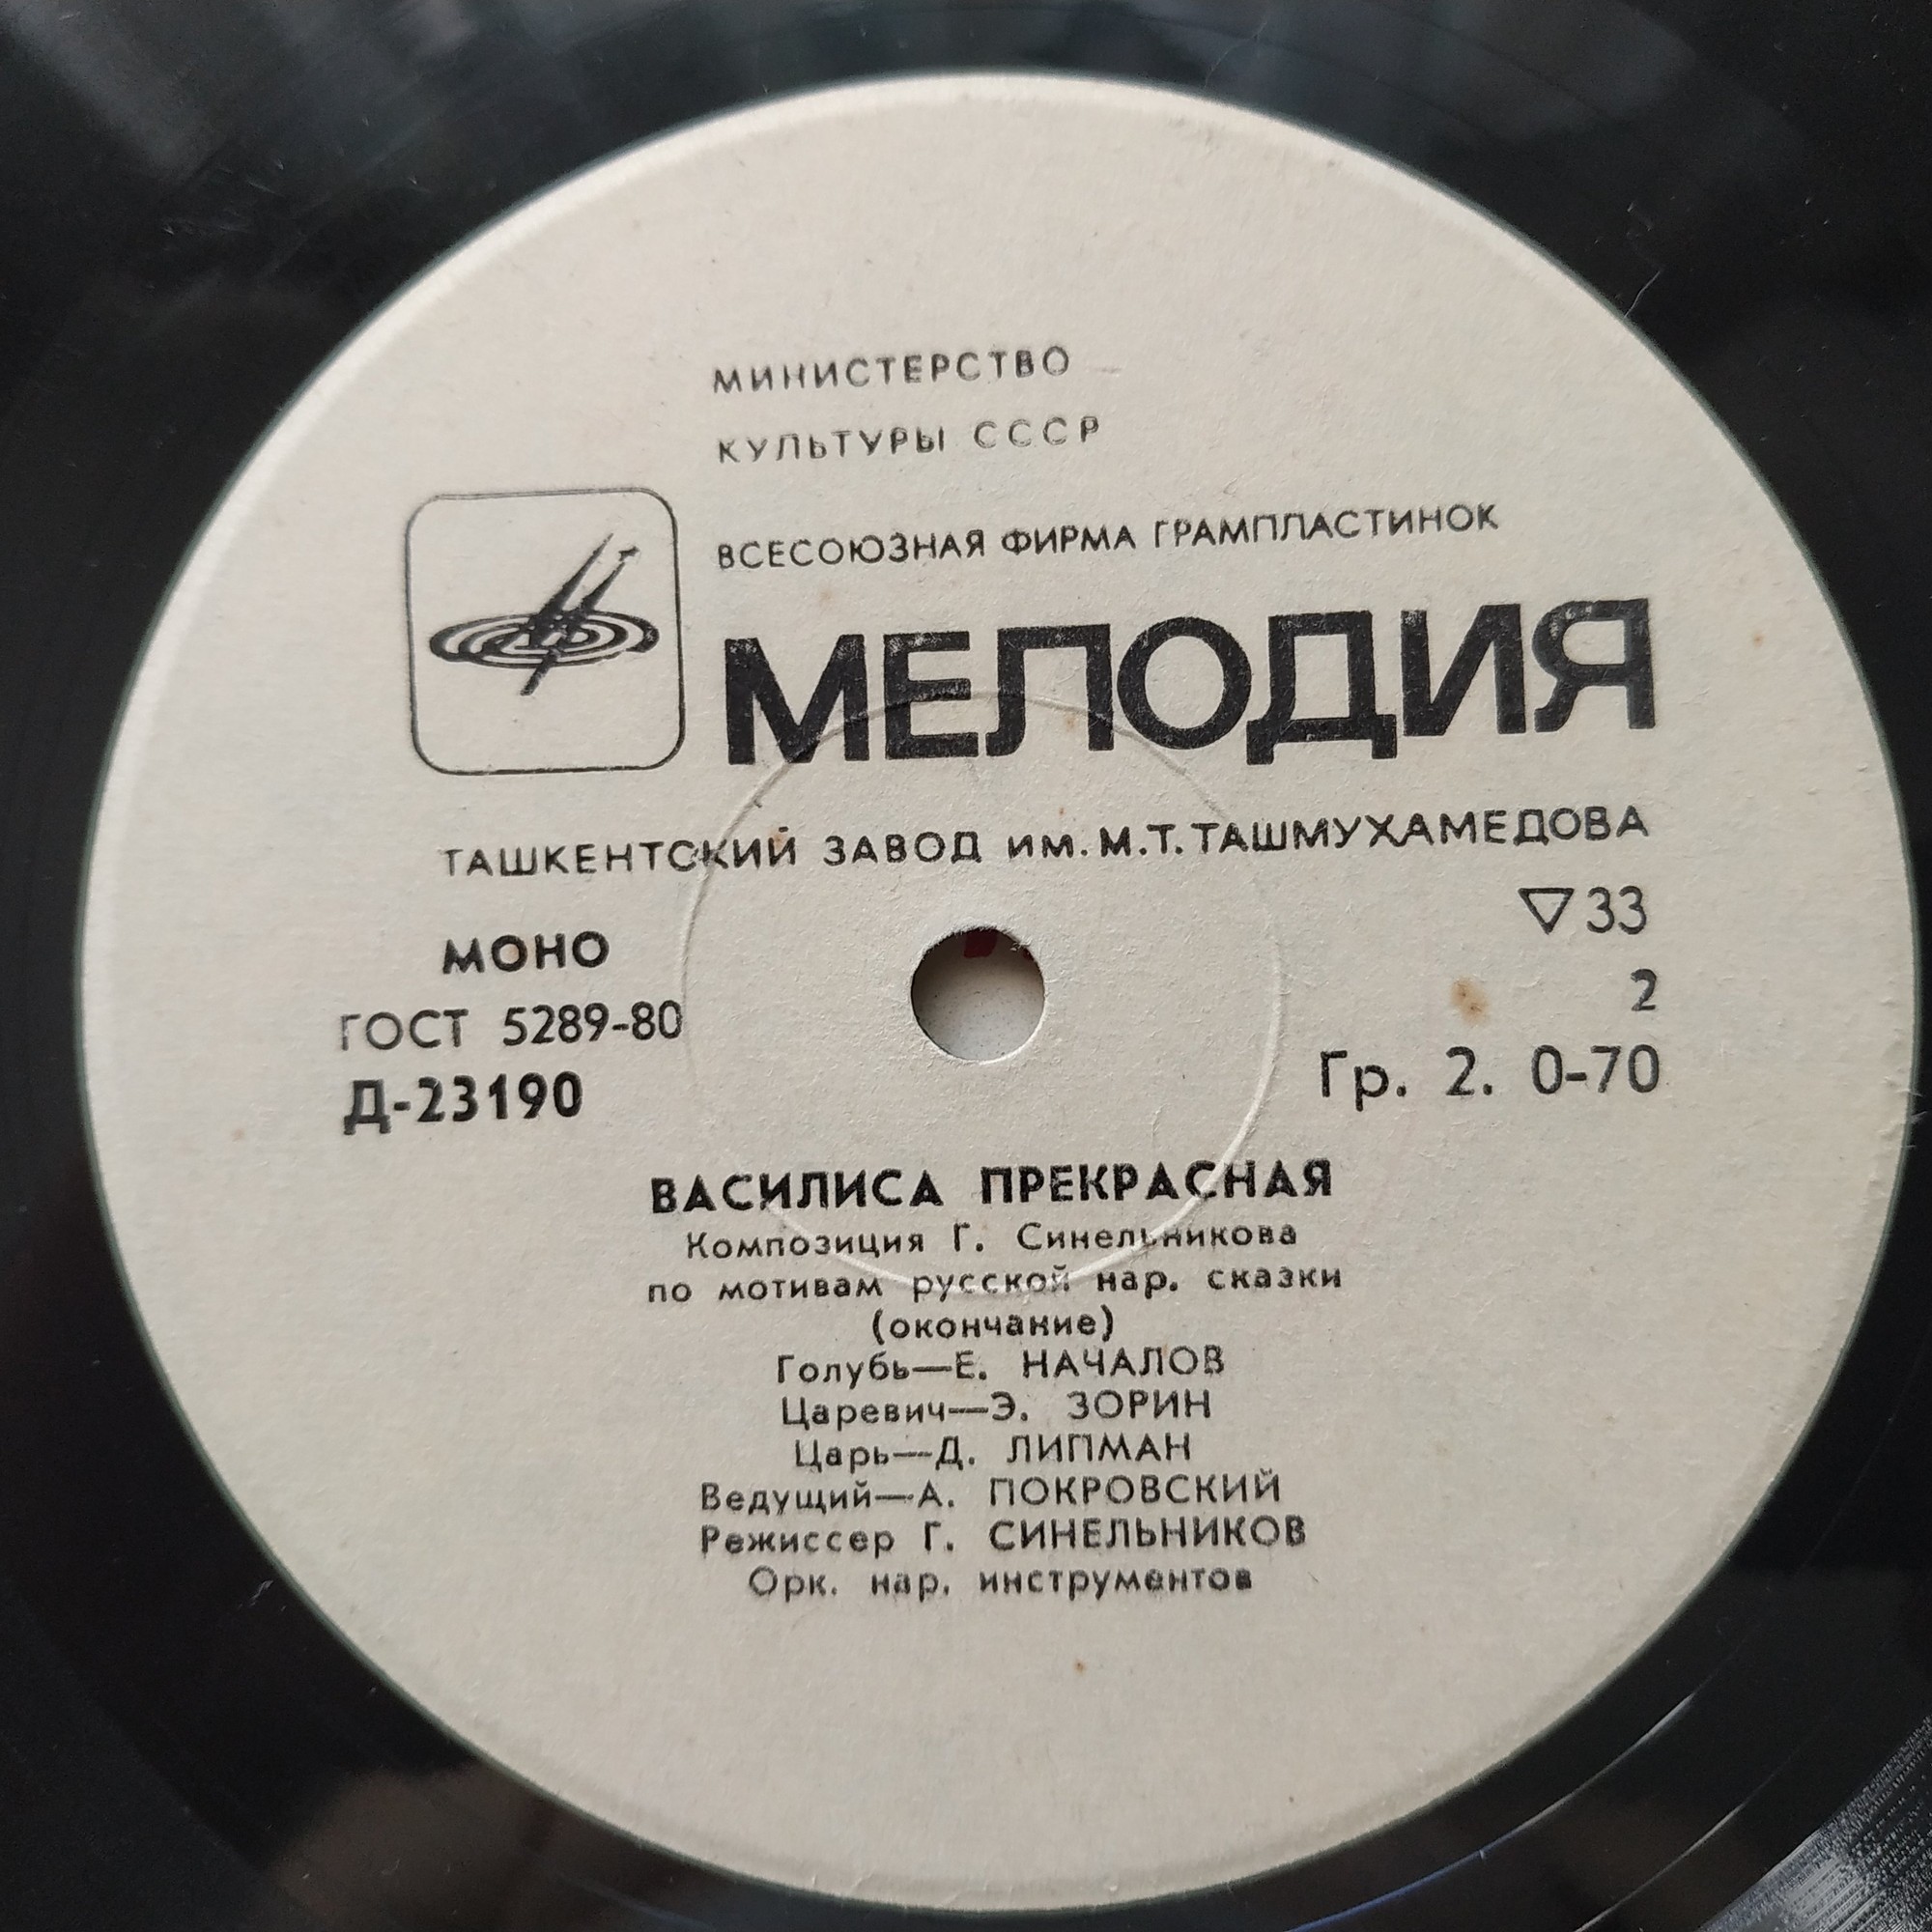 МИНИСТЕРСТВО
КУЛЬТУРЫ СССР
ВСЕСОЮЗНАЯ ФИРМА ГРАМПЛАСТИНОК
МЕЛОДИЯ
ТАШКЕНТСКИЙ ЗАВОД ИМ. М.Т. ТАШМУХАМЕДОВА
МОНО
▽33
ГОСТ 5289-80
2
Д-23190
Гр. 2. 0-70
ВАСИЛИСА ПРЕКРАСНАЯ
Композиция Г. Синельникова
по мотивам русской нар. сказки
(окончание)
Голубь—Е. НАЧАЛОВ
Царевич—Э. ЗОРИН
Царь—Д. ЛИПМАН
Ведущий—А. ПОКРОВСКИЙ
Режиссер Г. СИНЕЛЬНИКОВ
Орк. нар. инструментов